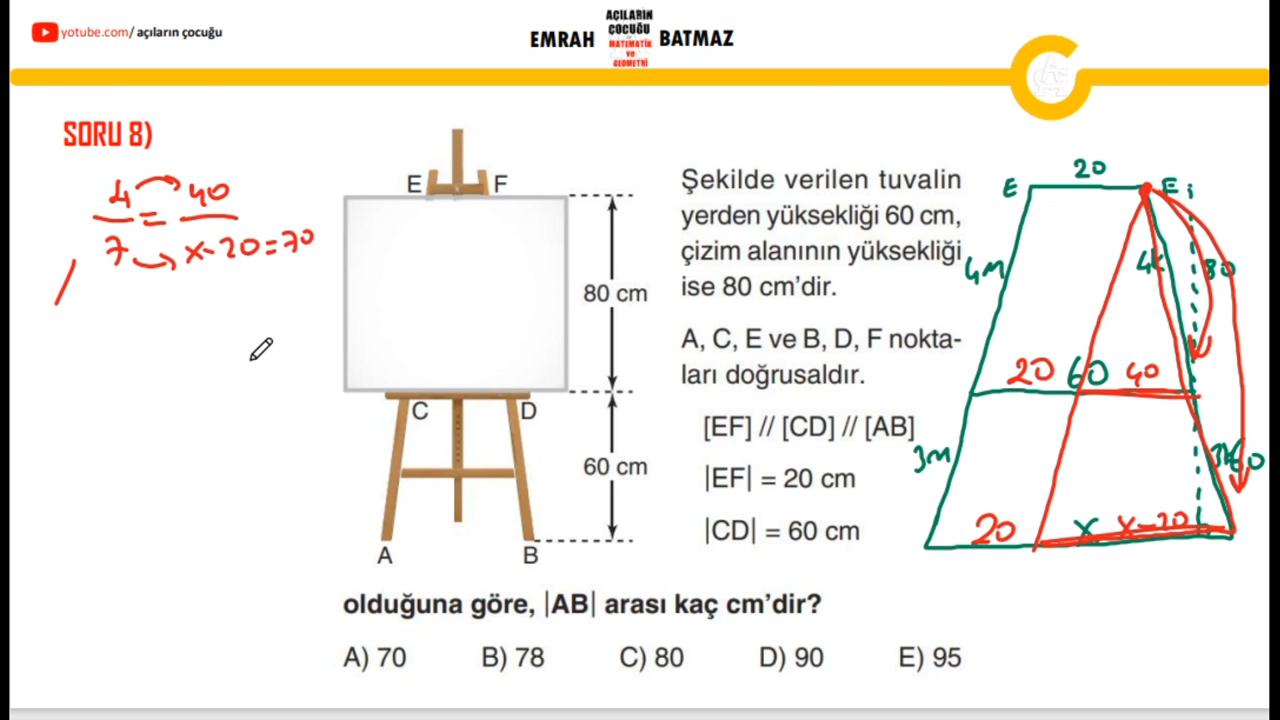 yotube.com/ açıların çocuğu
EMRAH
AÇILARIN
ÇOCUĞU
MATEMATİK
ve
GEOMETRİ
BATMAZ
SORU 8)
4/7 = 40/x-20 = 70
E F
80 cm
C D
60 cm
A B
Şekilde verilen tuvalin
yerden yüksekliği 60 cm,
çizim alanının yüksekliği
ise 80 cm’dir.
A, C, E ve B, D, F nokta-
ları doğrusaldır.
[EF] // [CD] // [AB]
|EF| = 20 cm
|CD| = 60 cm
20
E E
4m 4k 80
20 60 40
3m
20 x x-20
olduğuna göre, |AB| arası kaç cm’dir?
A) 70 B) 78 C) 80 D) 90 E) 95